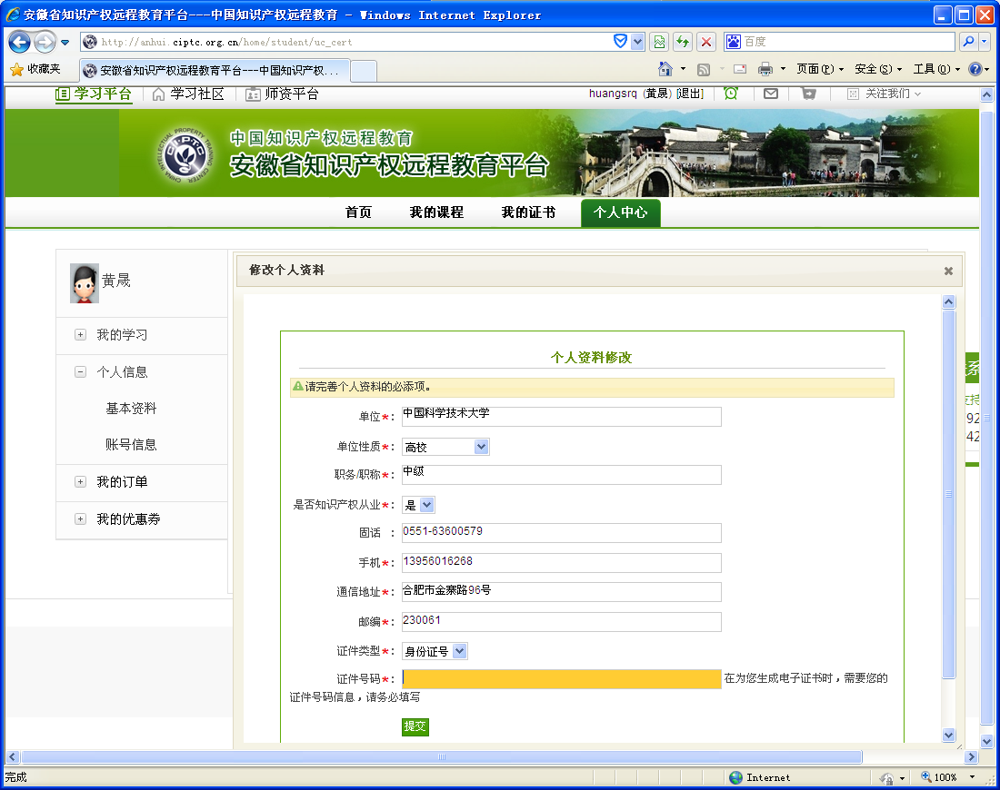 安徽省知识产权远程教育平台---中国知识产权远程教育 - Windows Internet Explorer
http://anhui.ciptc.org.cn/home/student/uc_cert
百度
收藏夹
安徽省知识产权远程教育平台---中国知识产权...
页面(P) 安全(S) 工具(O)
学习平台 学习社区 师资平台
huangsrq (黄晟) [退出] 关注我们
INTELLECTUAL PROPERTY TRAINING CENTER
CIPTC
中国知识产权远程教育
安徽省知识产权远程教育平台
首页 我的课程 我的证书 个人中心
黄晟
我的学习
个人信息
基本资料
账号信息
我的订单
我的优惠券
修改个人资料
个人资料修改
请完善个人资料的必添项。
单位*: 中国科学技术大学
单位性质*: 高校
职务/职称*: 中级
是否知识产权从业*: 是
固话 : 0551-63600579
手机*: 13956016268
通信地址*: 合肥市金寨路96号
邮编*: 230061
证件类型*: 身份证号
证件号码*: 在为您生成电子证书时，需要您的
证件号码信息，请务必填写
提交
系
支持
92
42
完成 Internet 100%